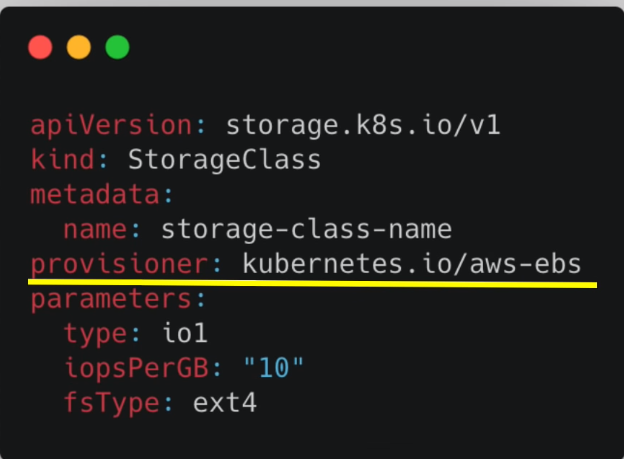 apiVersion: storage.k8s.io/v1
kind: StorageClass
metadata:
  name: storage-class-name
provisioner: kubernetes.io/aws-ebs
parameters:
  type: io1
  iopsPerGB: "10"
  fsType: ext4